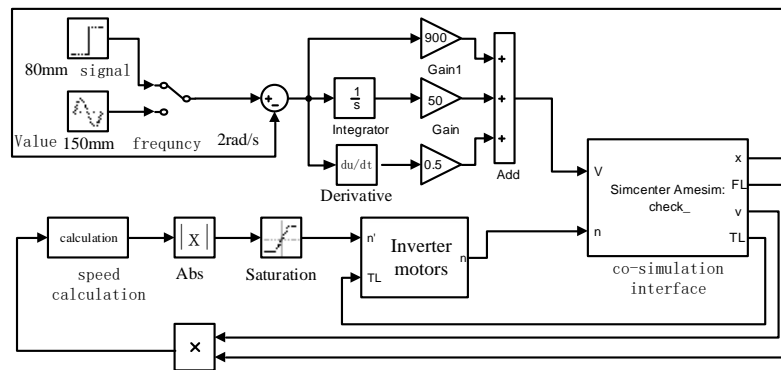 80mm signal
Value 150mm frequncy 2rad/s
+
−
1
s
Integrator
du/dt
Derivative
900
Gain1
50
Gain
0.5
+
+
+
Add
V
n
Simcenter Amesim:
check_
x
FL
v
TL
co-simulation
interface
calculation
speed
calculation
|X|
Abs
Saturation
n'
TL
Inverter
motors
n
×